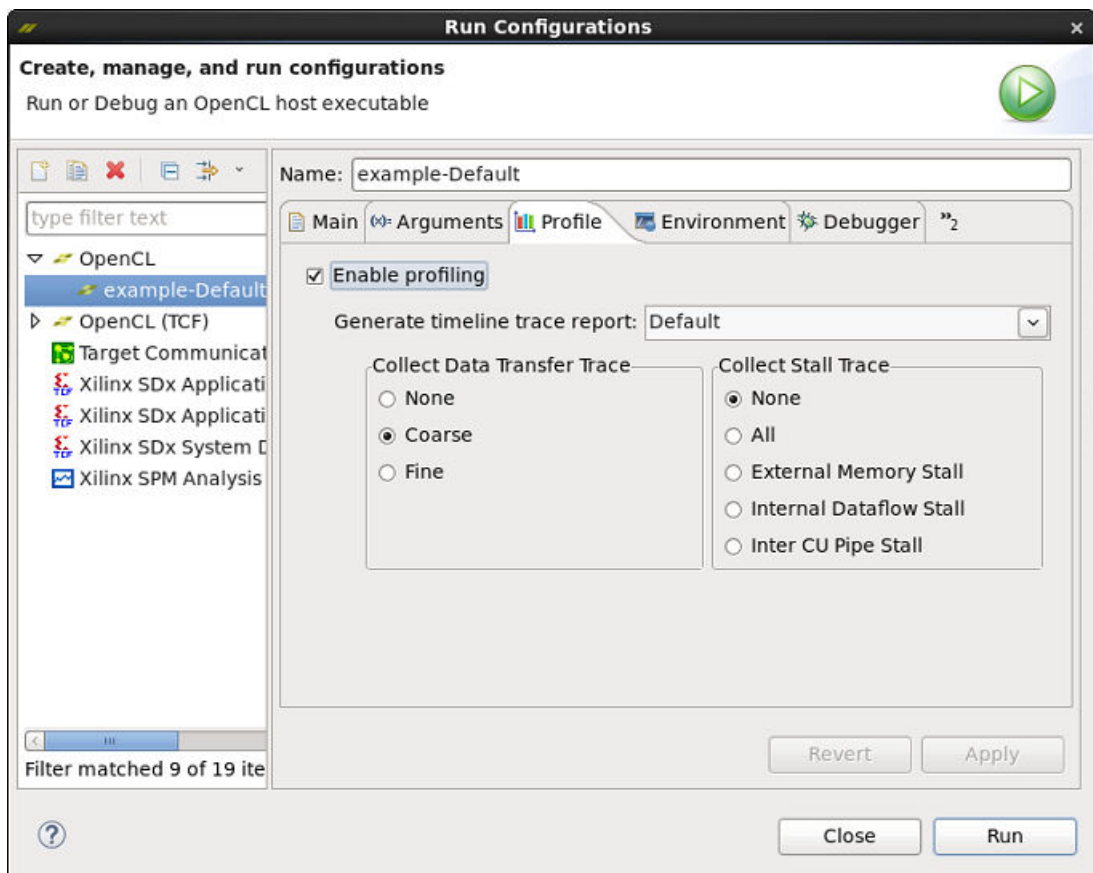 Run Configurations
Create, manage, and run configurations
Run or Debug an OpenCL host executable
Name: example-Default
type filter text
Main (x)= Arguments Profile Environment Debugger »2
OpenCL
example-Default
OpenCL (TCF)
Target Communicat
Xilinx SDx Applicati
Xilinx SDx Applicati
Xilinx SDx System D
Xilinx SPM Analysis
Enable profiling
Generate timeline trace report: Default
Collect Data Transfer Trace
None
Coarse
Fine
Collect Stall Trace
None
All
External Memory Stall
Internal Dataflow Stall
Inter CU Pipe Stall
Filter matched 9 of 19 ite
Revert Apply
Close Run